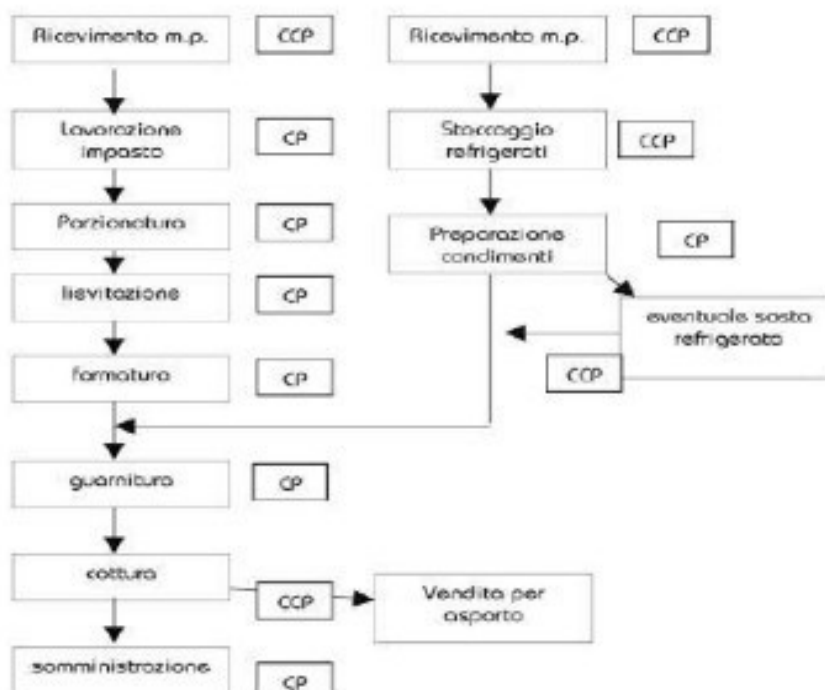 Ricevimento m.p.
CCP
Ricevimento m.p.
CCP
Lavorazione
impasto
CP
Stoccaggio
refrigerati
CCP
Porzionatura
CP
Preparazione
condimenti
CP
lievitazione
CP
eventuale sosta
refrigerata
CCP
formatura
CP
guarnitura
CP
cottura
CCP
Vendita per
asporto
somministrazione
CP